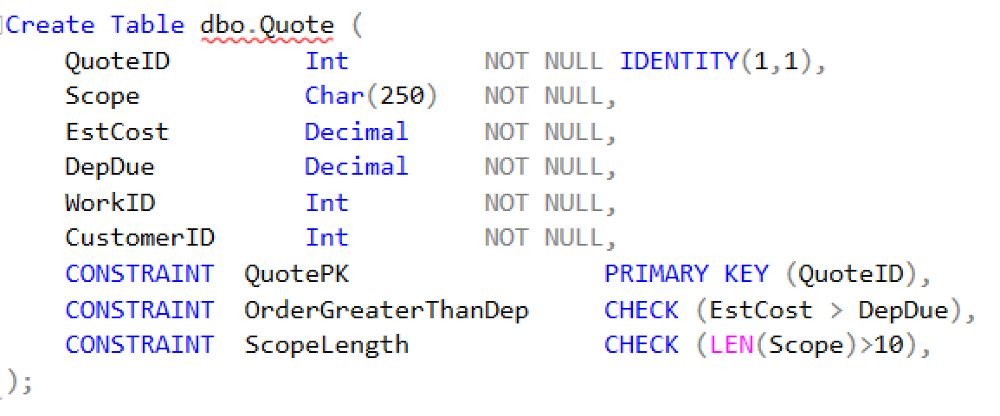 Create Table dbo.Quote (
QuoteID Int NOT NULL IDENTITY(1,1),
Scope Char(250) NOT NULL,
EstCost Decimal NOT NULL,
DepDue Decimal NOT NULL,
WorkID Int NOT NULL,
CustomerID Int NOT NULL,
CONSTRAINT QuotePK PRIMARY KEY (QuoteID),
CONSTRAINT OrderGreaterThanDep CHECK (EstCost > DepDue),
CONSTRAINT ScopeLength CHECK (LEN(Scope)>10),
);